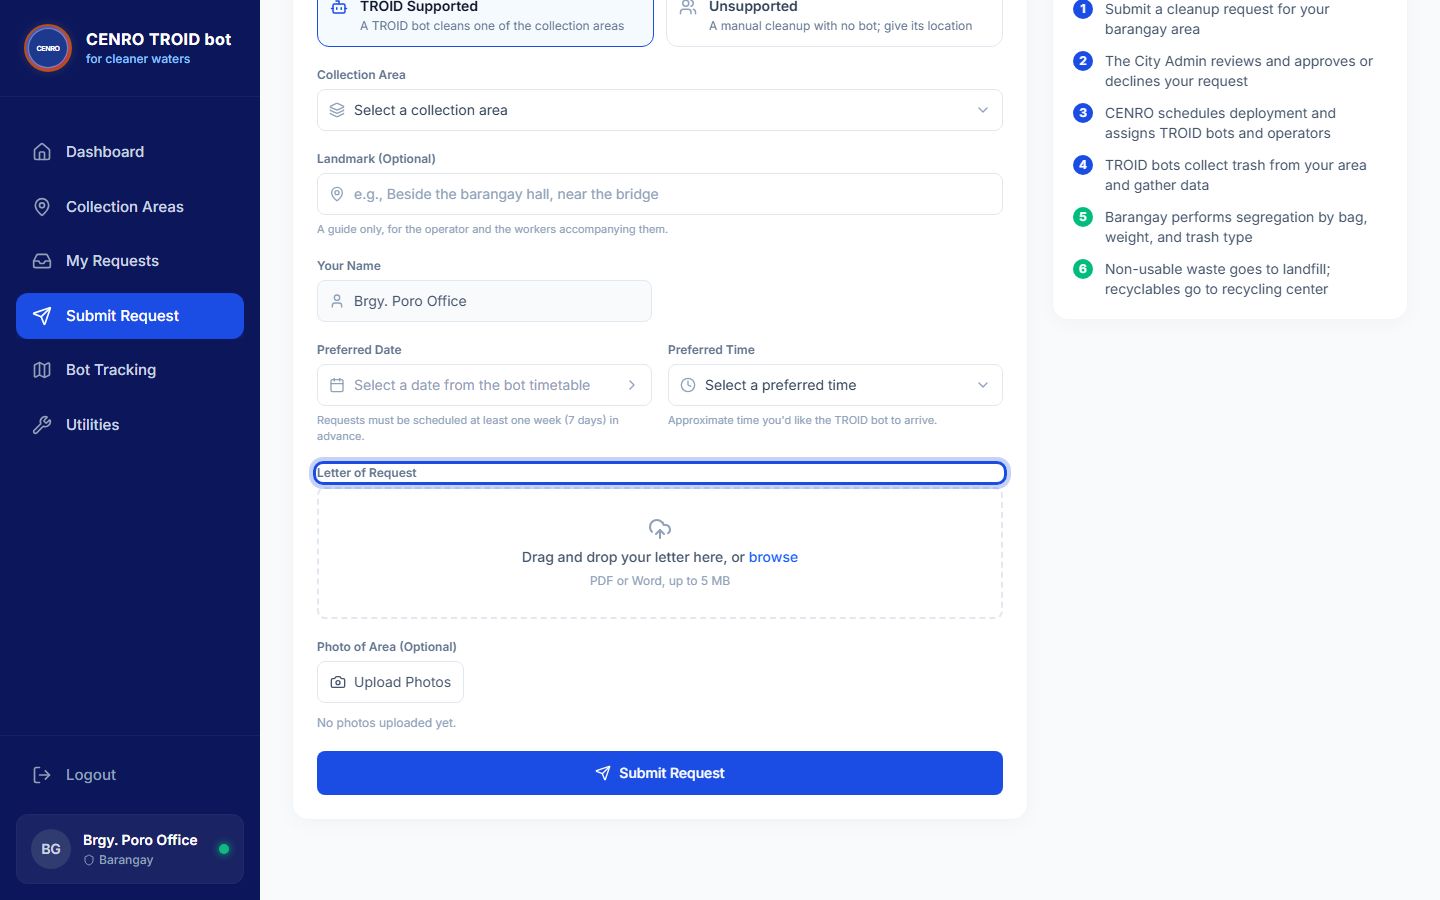 CENRO
CENRO TROID bot
for cleaner waters
Dashboard
Collection Areas
My Requests
Submit Request
Bot Tracking
Utilities
Logout
BG
Brgy. Poro Office
Barangay
TROID Supported
A TROID bot cleans one of the collection areas
Unsupported
A manual cleanup with no bot; give its location
Collection Area
Select a collection area
Landmark (Optional)
e.g., Beside the barangay hall, near the bridge
A guide only, for the operator and the workers accompanying them.
Your Name
Brgy. Poro Office
Preferred Date
Select a date from the bot timetable
Requests must be scheduled at least one week (7 days) in
advance.
Preferred Time
Select a preferred time
Approximate time you'd like the TROID bot to arrive.
Letter of Request
Drag and drop your letter here, or browse
PDF or Word, up to 5 MB
Photo of Area (Optional)
Upload Photos
No photos uploaded yet.
Submit Request
1 Submit a cleanup request for your
barangay area
2 The City Admin reviews and approves or
declines your request
3 CENRO schedules deployment and
assigns TROID bots and operators
4 TROID bots collect trash from your area
and gather data
5 Barangay performs segregation by bag,
weight, and trash type
6 Non-usable waste goes to landfill;
recyclables go to recycling center